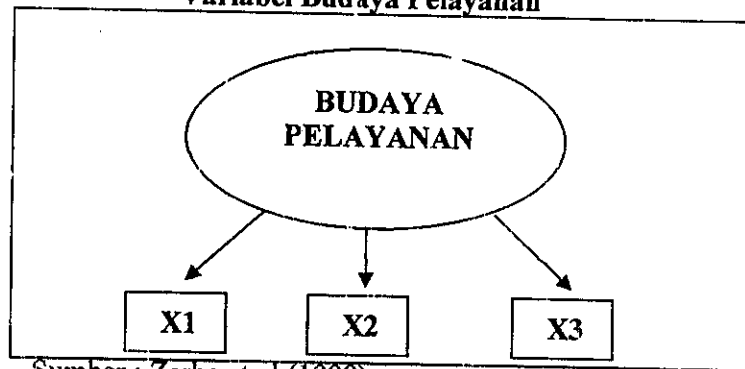 Variabel Budaya Pelayanan
BUDAYA
PELAYANAN
X1 X2 X3
Sumber :